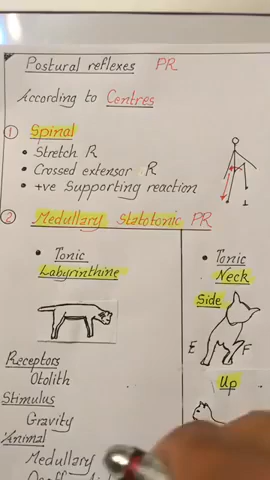 Postural reflexes PR
According to Centres
① Spinal
• Stretch R
• Crossed extensor R
• +ve Supporting reaction
② Medullary Statotonic PR
• Tonic
Labyrinthine
Receptors
Otolith
Stimulus
Gravity
Animal
Medullary
• Tonic
Neck
Side
E F
Up